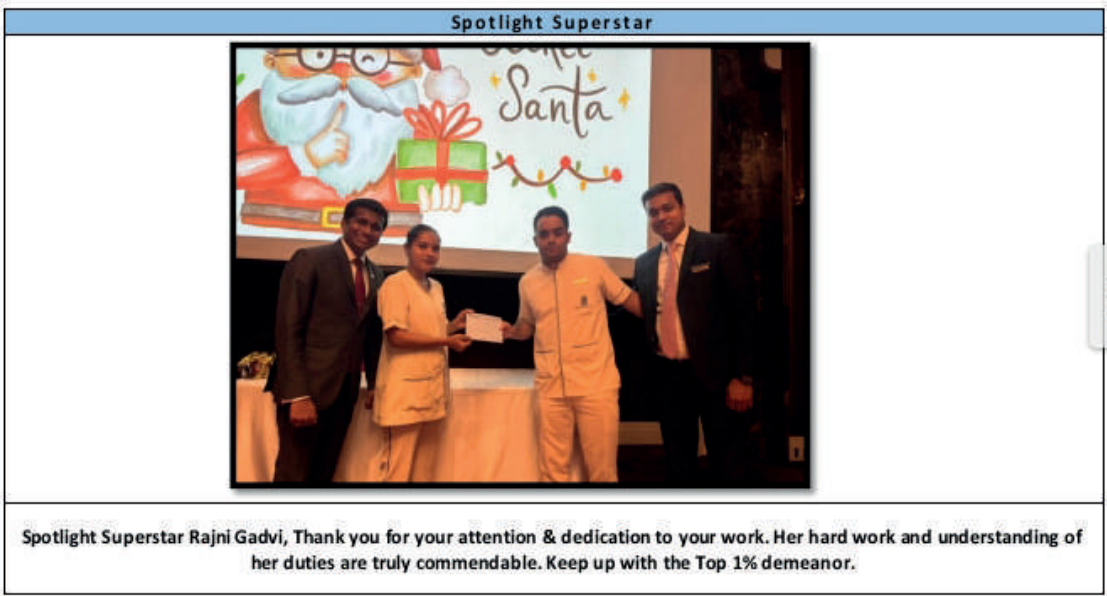 Spotlight Superstar
Secret
Santa
Spotlight Superstar Rajni Gadvi, Thank you for your attention & dedication to your work. Her hard work and understanding of
her duties are truly commendable. Keep up with the Top 1% demeanor.